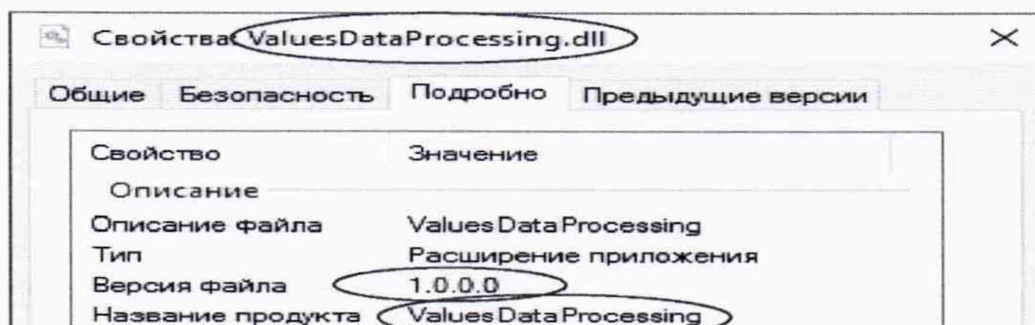 Свойства: ValuesDataProcessing.dll
Общие Безопасность Подробно Предыдущие версии
Свойство Значение
Описание
Описание файла ValuesDataProcessing
Тип Расширение приложения
Версия файла 1.0.0.0
Название продукта ValuesDataProcessing